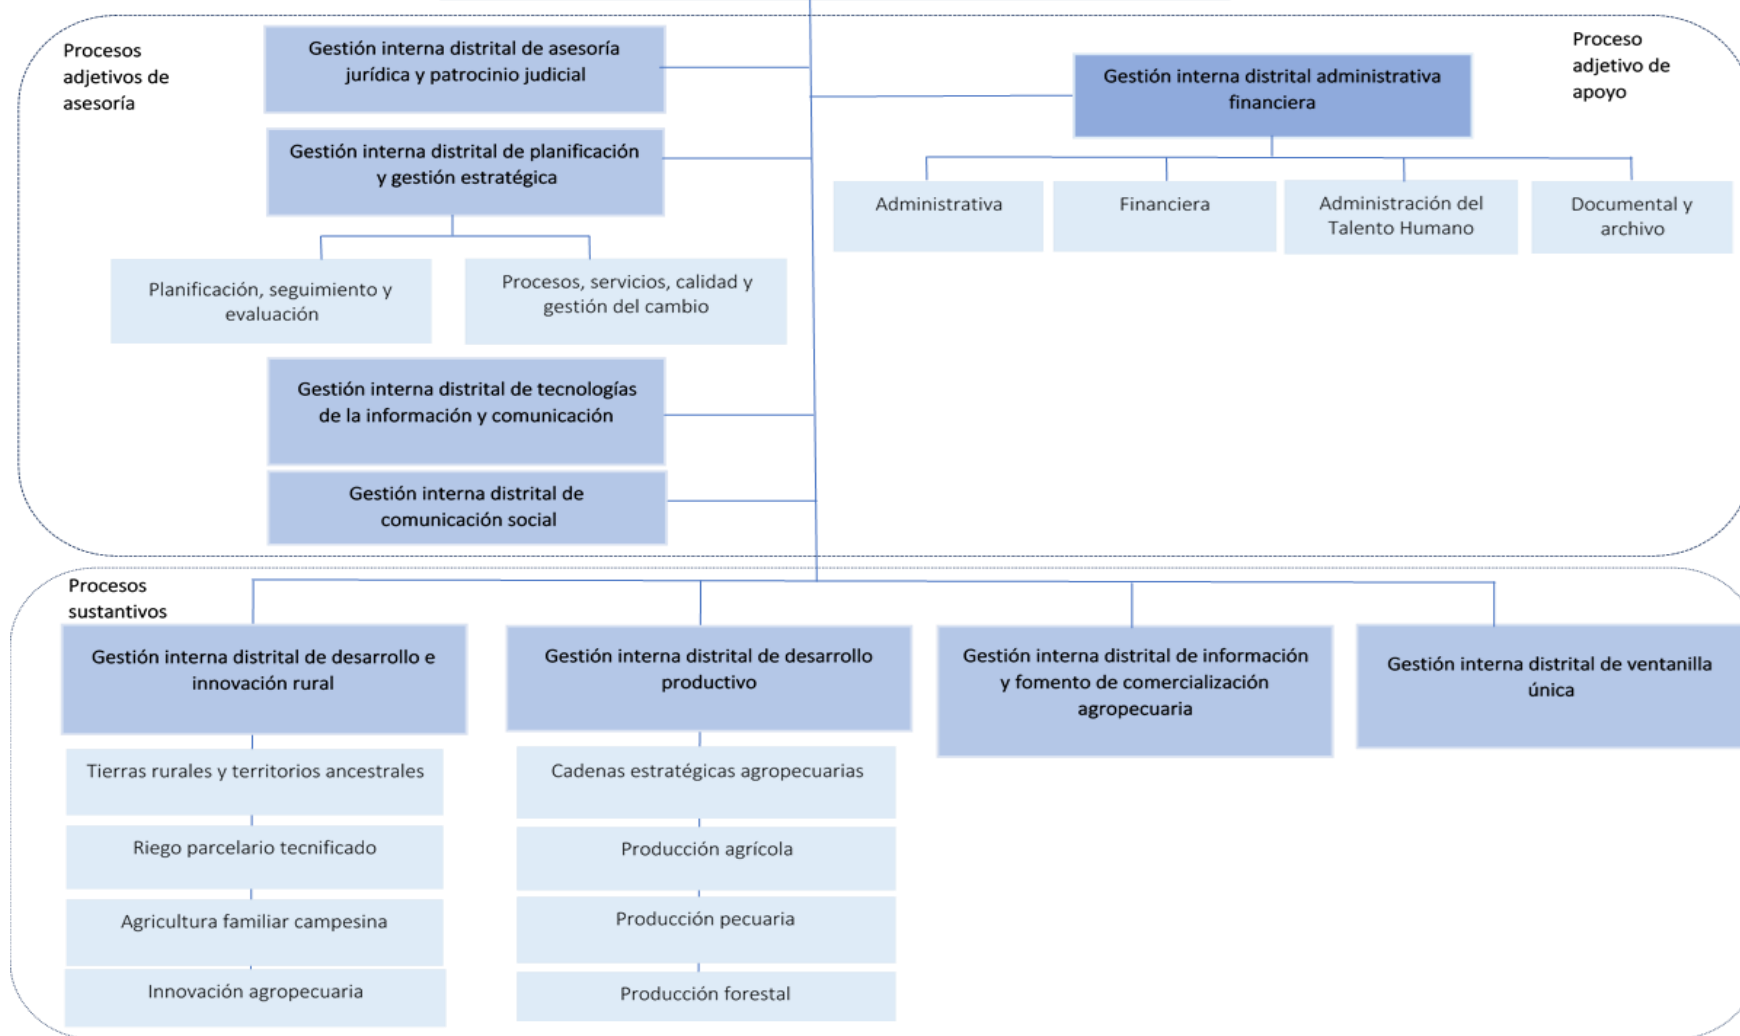 Procesos
adjetivos de
asesoría
Gestión interna distrital de asesoría
jurídica y patrocinio judicial
Gestión interna distrital administrativa
financiera
Proceso
adjetivo de
apoyo
Gestión interna distrital de planificación
y gestión estratégica
Administrativa
Financiera
Administración del
Talento Humano
Documental y
archivo
Planificación, seguimiento y
evaluación
Procesos, servicios, calidad y
gestión del cambio
Gestión interna distrital de tecnologías
de la información y comunicación
Gestión interna distrital de
comunicación social
Procesos
sustantivos
Gestión interna distrital de desarrollo e
innovación rural
Gestión interna distrital de desarrollo
productivo
Gestión interna distrital de información
y fomento de comercialización
agropecuaria
Gestión interna distrital de ventanilla
única
Tierras rurales y territorios ancestrales
Riego parcelario tecnificado
Agricultura familiar campesina
Innovación agropecuaria
Cadenas estratégicas agropecuarias
Producción agrícola
Producción pecuaria
Producción forestal